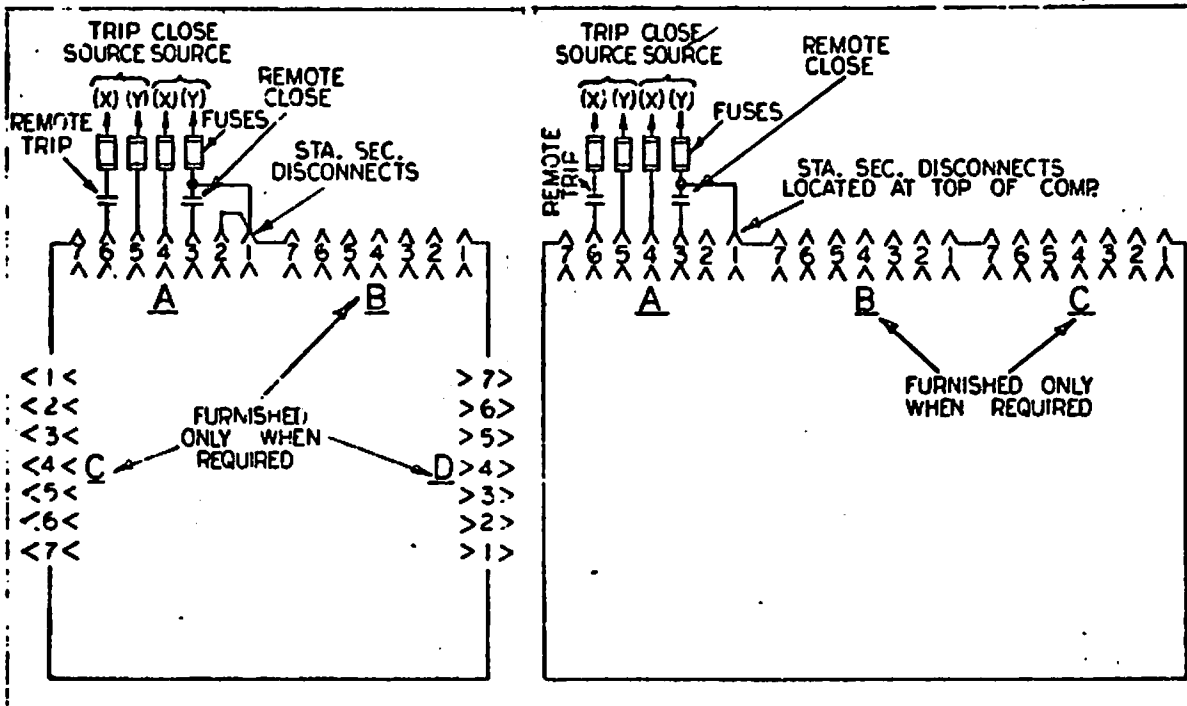 TRIP CLOSE
SOURCE SOURCE
(X) (Y) (X) (Y)
REMOTE
TRIP
REMOTE
CLOSE
FUSES
STA. SEC.
DISCONNECTS
7 6 5 4 3 2 1 7 6 5 4 3 2 1
A B
1
2
3
4
5
6
7
C
FURNISHED
ONLY WHEN
REQUIRED
D
7
6
5
4
3
2
1
TRIP CLOSE
SOURCE SOURCE
(X) (Y) (X) (Y)
REMOTE
TRIP
REMOTE
CLOSE
FUSES
STA. SEC. DISCONNECTS
LOCATED AT TOP OF COMP.
7 6 5 4 3 2 1 7 6 5 4 3 2 1 7 6 5 4 3 2 1
A B C
FURNISHED ONLY
WHEN REQUIRED